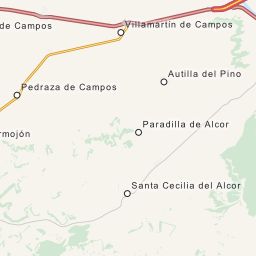 de Campos
Villamartín de Campos
Autilla del Pino
Pedraza de Campos
Paradilla de Alcor
rmojón
Santa Cecilia del Alcor